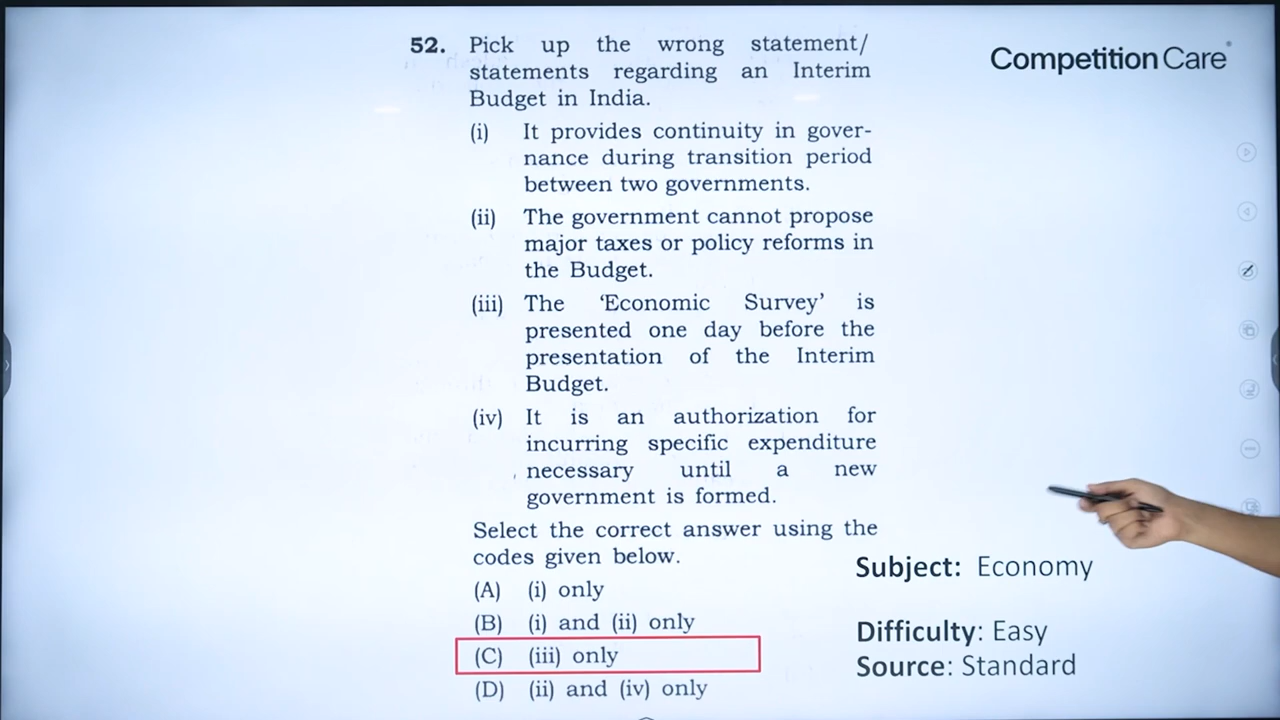 52. Pick up the wrong statement/
statements regarding an Interim
Budget in India.
(i) It provides continuity in gover-
nance during transition period
between two governments.
(ii) The government cannot propose
major taxes or policy reforms in
the Budget.
(iii) The ‘Economic Survey’ is
presented one day before the
presentation of the Interim
Budget.
(iv) It is an authorization for
incurring specific expenditure
necessary until a new
government is formed.
Select the correct answer using the
codes given below.
(A) (i) only
(B) (i) and (ii) only
(C) (iii) only
(D) (ii) and (iv) only
Competition Care
Subject: Economy
Difficulty: Easy
Source: Standard